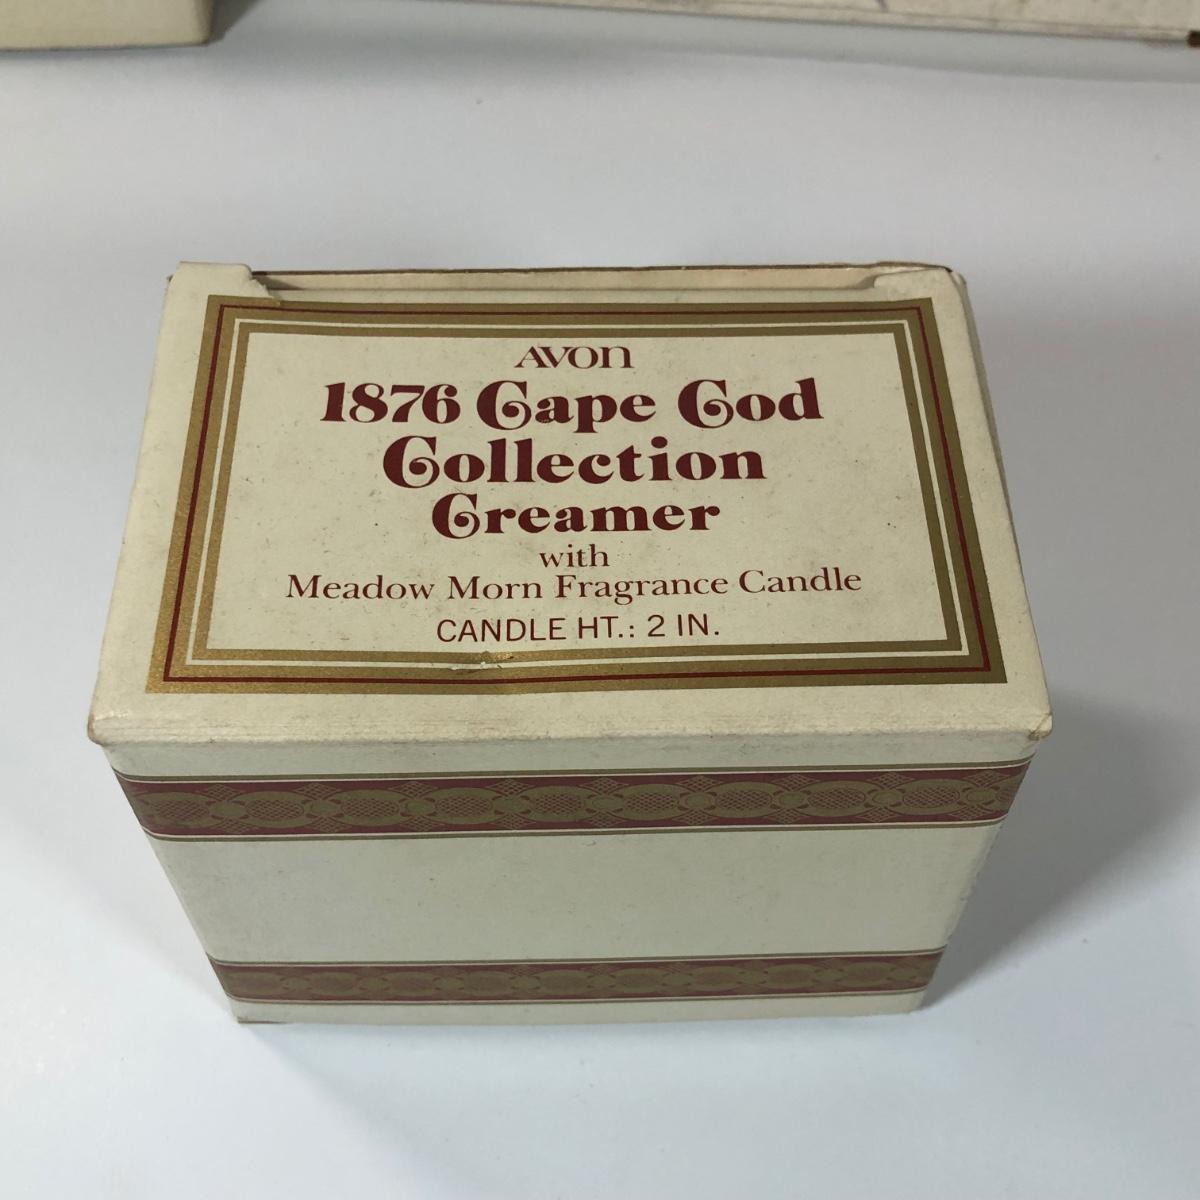 AVON
1876 Cape Cod
Collection
Creamer
with
Meadow Morn Fragrance Candle
CANDLE HT.: 2 IN.